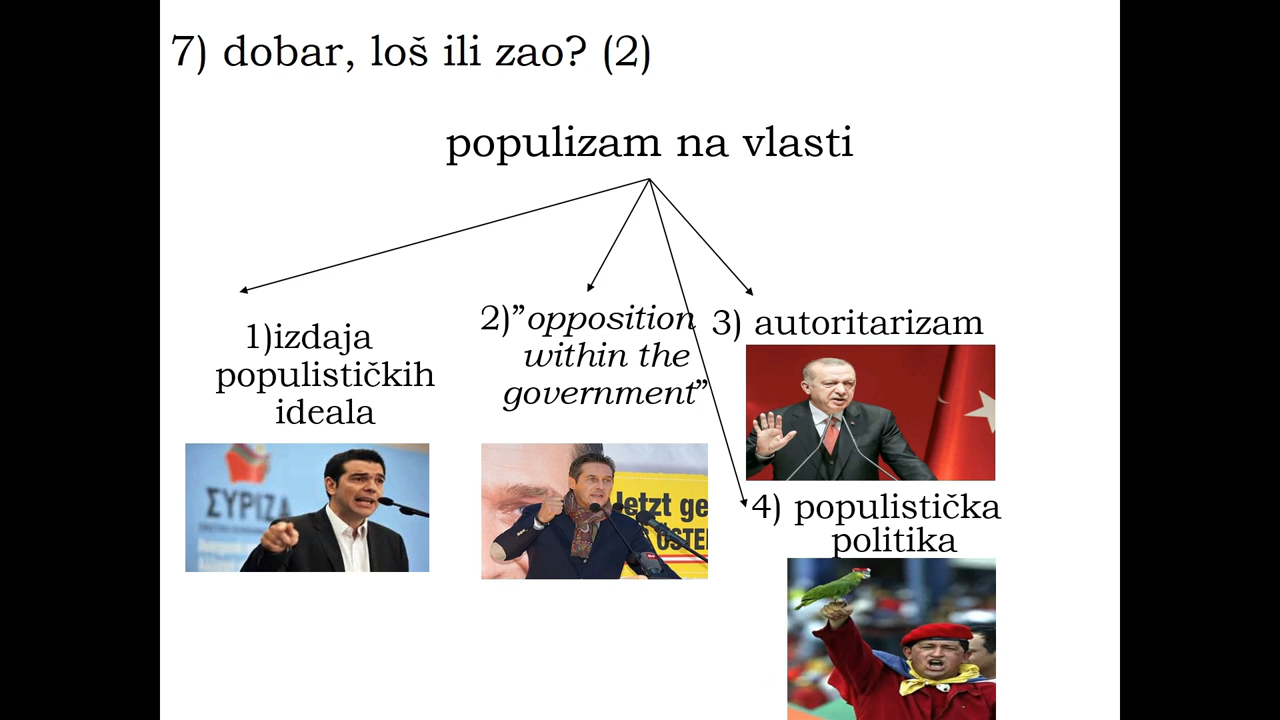 7) dobar, loš ili zao? (2)
populizam na vlasti
1)izdaja
populističkih
ideala
2)”opposition
within the
government”
3) autoritarizam
4) populistička
politika
ΣΥΡΙΖΑ
Jetzt ge
ÖSTE